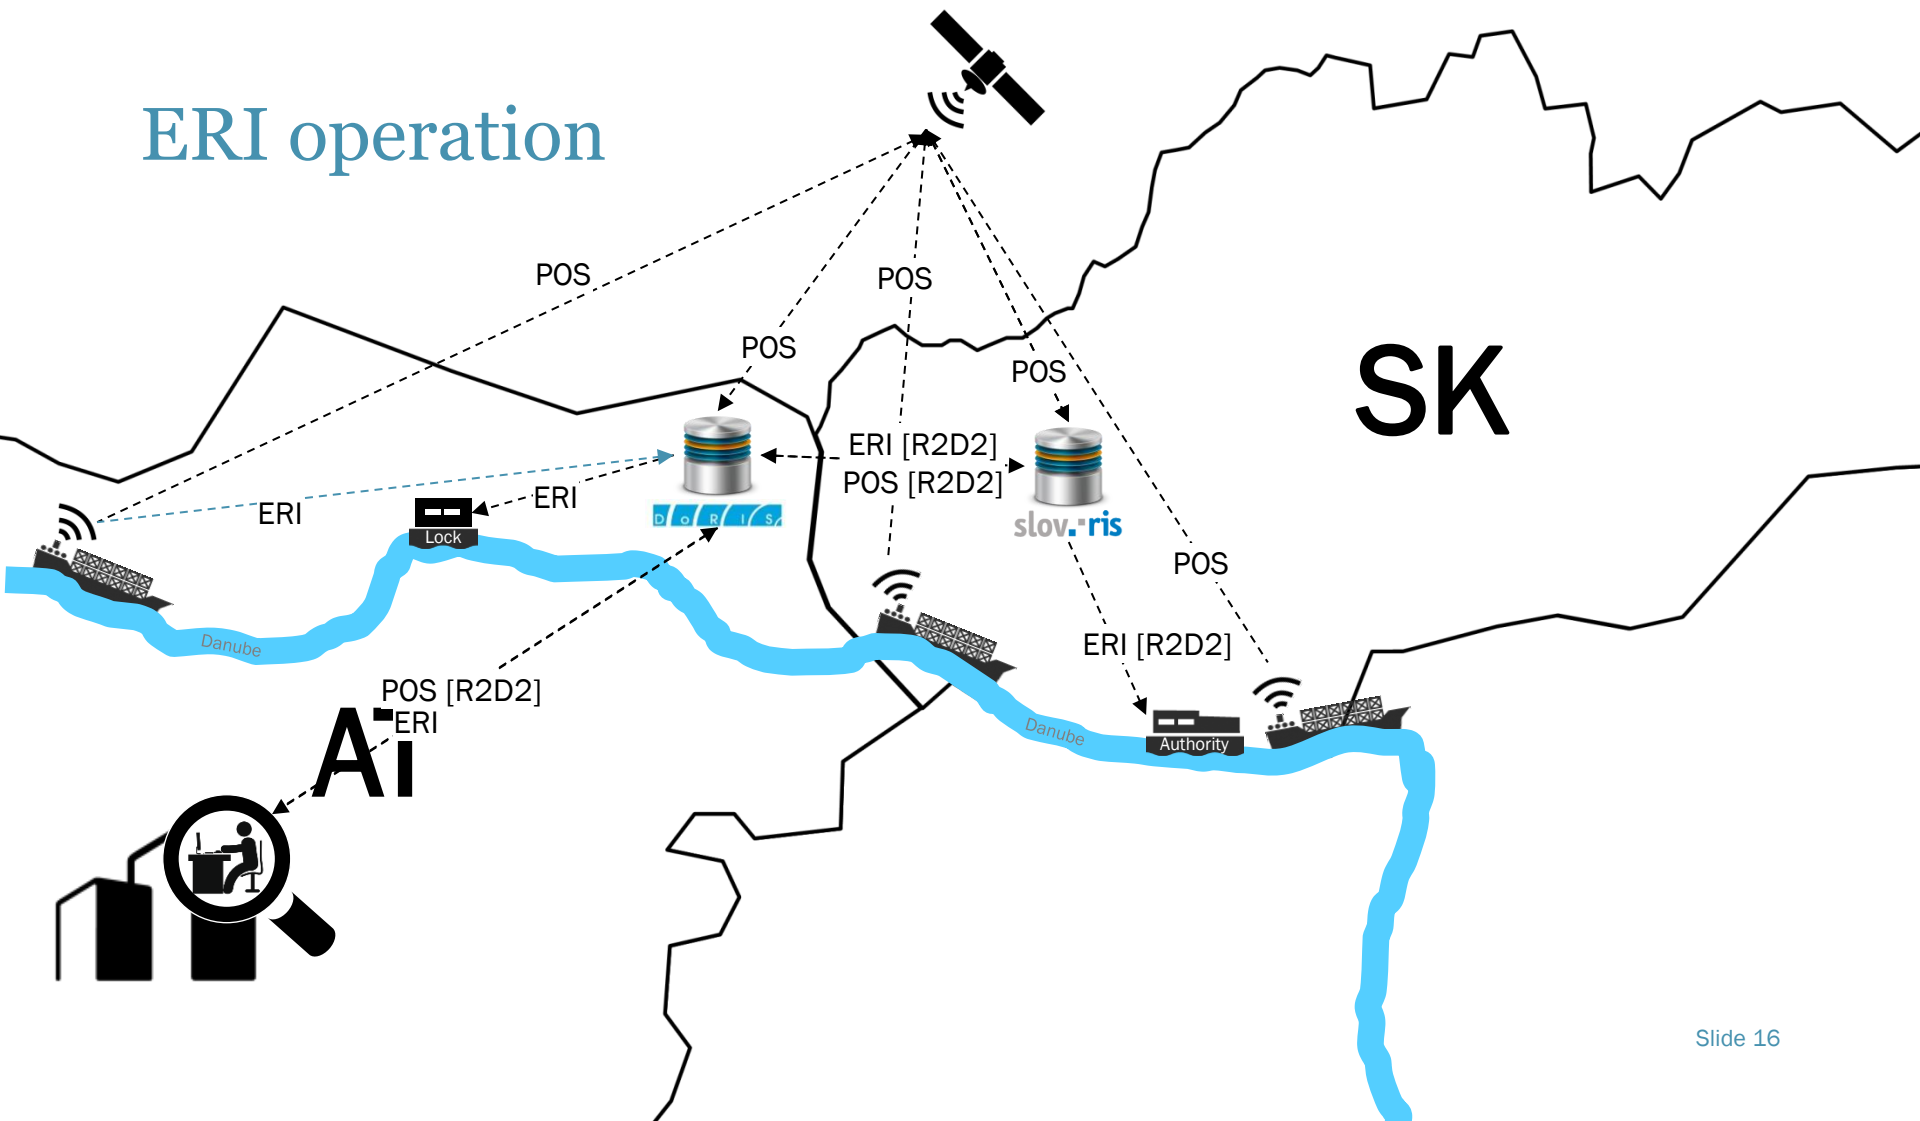 ERI operation
POS
POS
POS
POS
SK
ERI [R2D2]
POS [R2D2]
ERI
ERI
Lock
DoRIS
slov ris
POS
Danube
ERI [R2D2]
POS [R2D2]
ERI
Danube
Authority
Slide 16